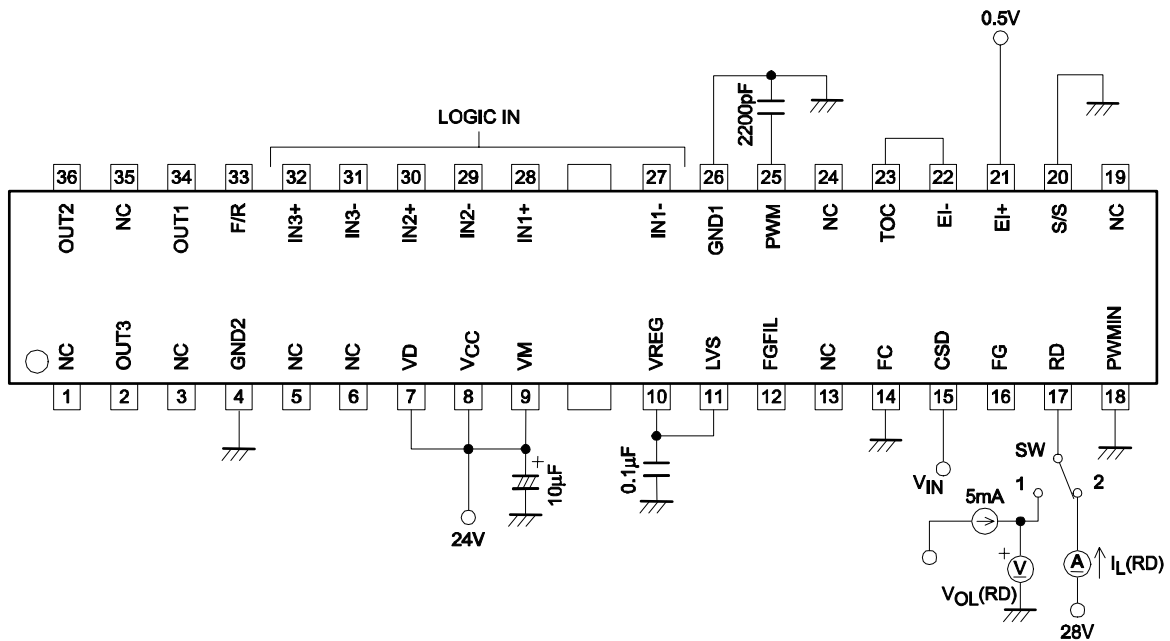 0.5V
2200pF
LOGIC IN
36 35 34 33 32 31 30 29 28 27 26 25 24 23 22 21 20 19
OUT2 NC OUT1 F/R IN3+ IN3- IN2+ IN2- IN1+ IN1- GND1 PWM NC TOC EI- EI+ S/S NC
NC OUT3 NC GND2 NC NC VD VCC VM VREG LVS FGFIL NC FC CSD FG RD PWMIN
1 2 3 4 5 6 7 8 9 10 11 12 13 14 15 16 17 18
+
10μF
0.1μF
24V
VIN
SW
1 2
5mA
+
V
A
IL(RD)
VOL(RD)
28V